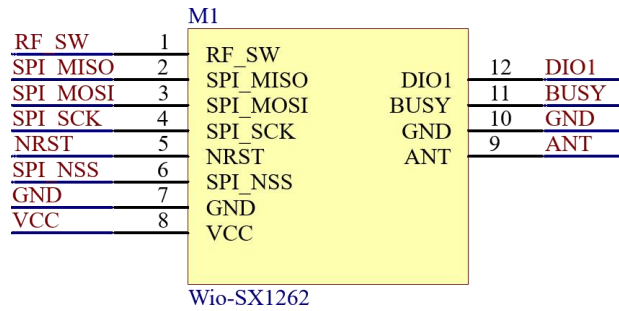 M1
RF_SW 1 RF_SW
SPI_MISO 2 SPI_MISO DIO1 12 DIO1
SPI_MOSI 3 SPI_MOSI BUSY 11 BUSY
SPI_SCK 4 SPI_SCK GND 10 GND
NRST 5 NRST ANT 9 ANT
SPI_NSS 6 SPI_NSS
GND 7 GND
VCC 8 VCC
Wio-SX1262